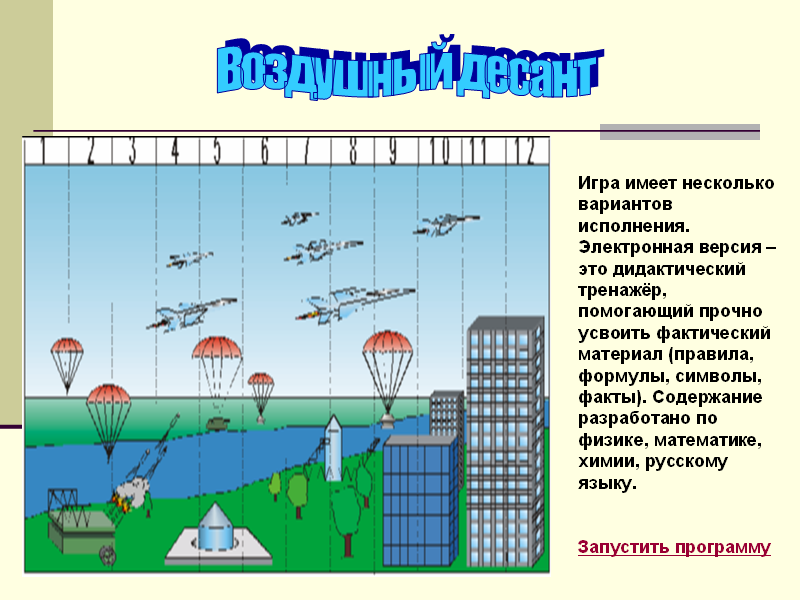 Воздушный десант
1 2 3 4 5 6 7 8 9 10 11 12
Игра имеет несколько
вариантов
исполнения.
Электронная версия –
это дидактический
тренажёр,
помогающий прочно
усвоить фактический
материал (правила,
формулы, символы,
факты). Содержание
разработано по
физике, математике,
химии, русскому
языку.
Запустить программу